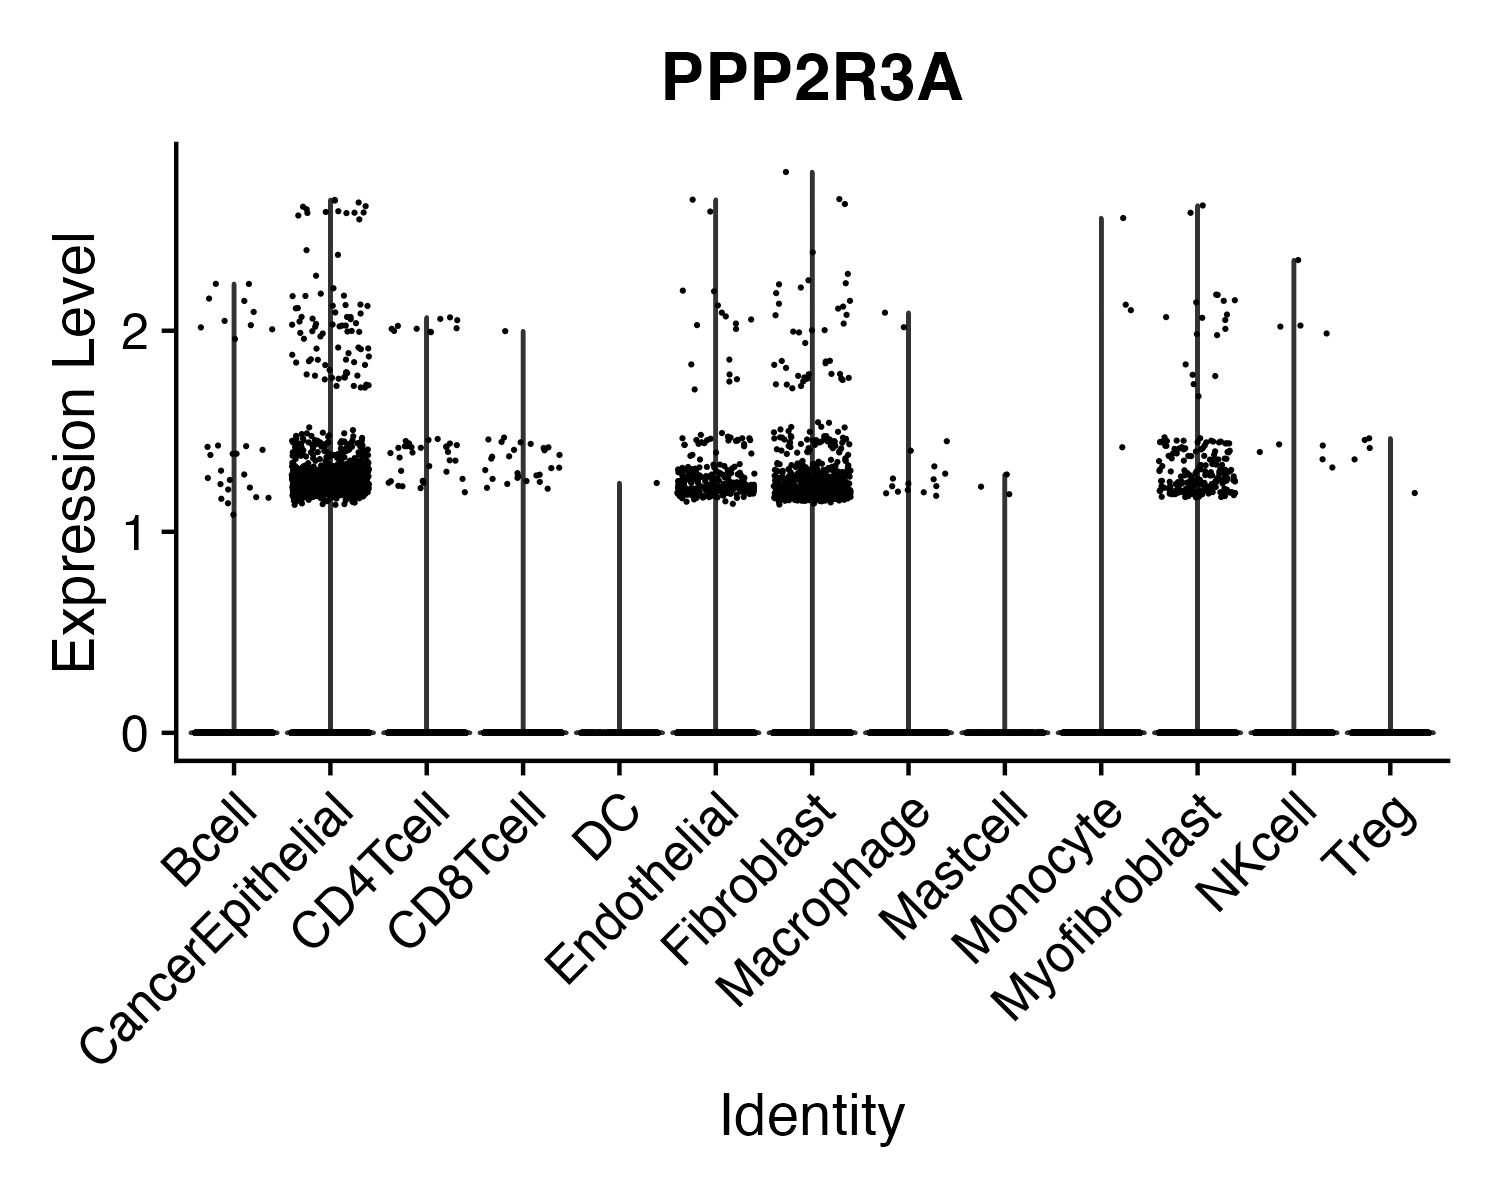 PPP2R3A
Expression Level
2
1
0
Bcell
CancerEpithelial
CD4Tcell
CD8Tcell
DC
Endothelial
Fibroblast
Macrophage
Mastcell
Monocyte
Myofibroblast
NKcell
Treg
Identity